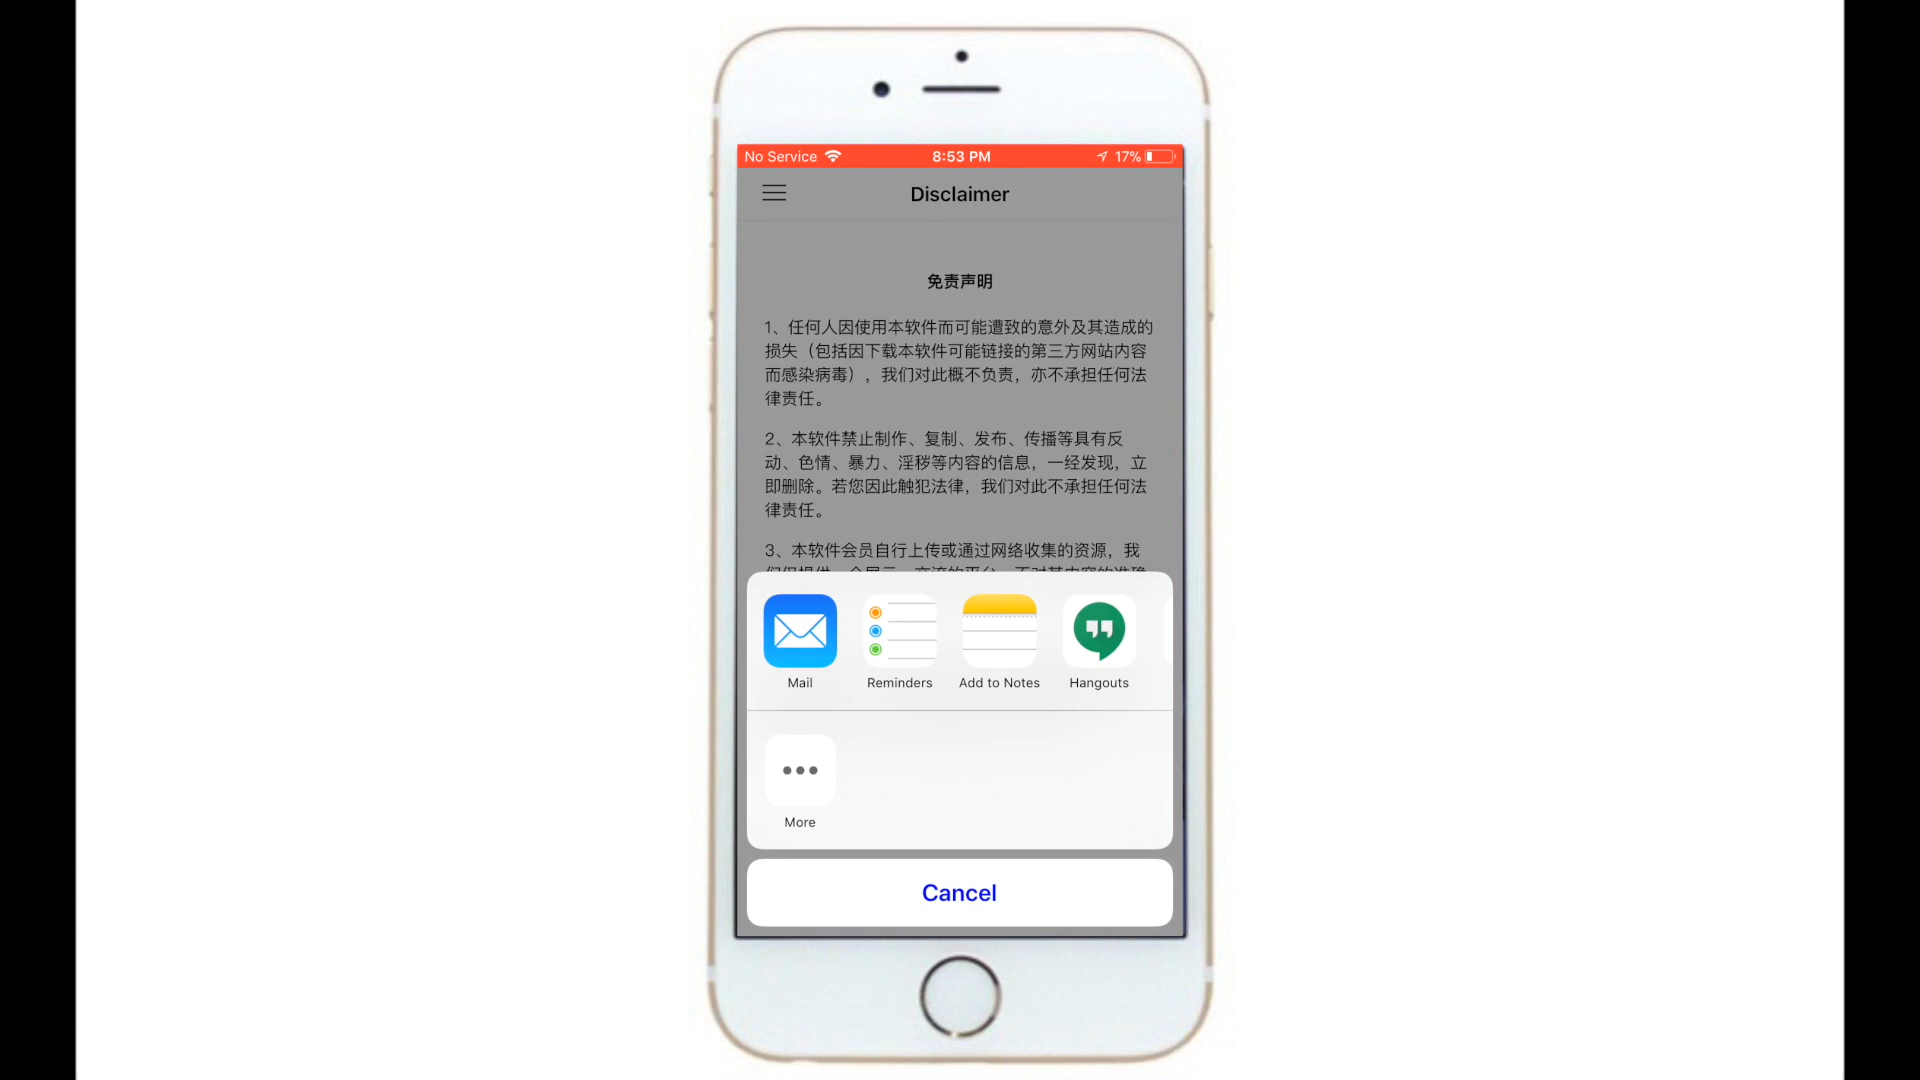 No Service
8:53 PM
17%
Disclaimer
免责声明
1、任何人因使用本软件而可能遭致的意外及其造成的
损失（包括因下载本软件可能链接的第三方网站内容
而感染病毒），我们对此概不负责，亦不承担任何法
律责任。
2、本软件禁止制作、复制、发布、传播等具有反
动、色情、暴力、淫秽等内容的信息，一经发现，立
即删除。若您因此触犯法律，我们对此不承担任何法
律责任。
3、本软件会员自行上传或通过网络收集的资源，我
Mail
Reminders
Add to Notes
Hangouts
More
Cancel